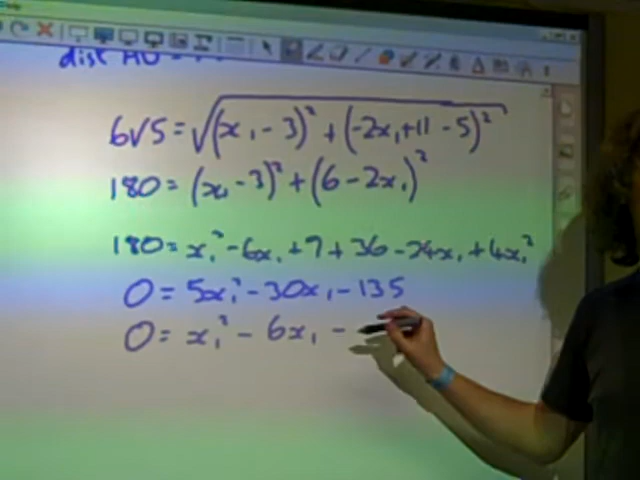 dist AD =
6√5 = √(x₁ - 3)² + (-2x₁ + 11 - 5)²
180 = (x₁ - 3)² + (6 - 2x₁)²
180 = x₁² - 6x₁ + 9 + 36 - 24x₁ + 4x₁²
0 = 5x₁² - 30x₁ - 135
0 = x₁² - 6x₁ -